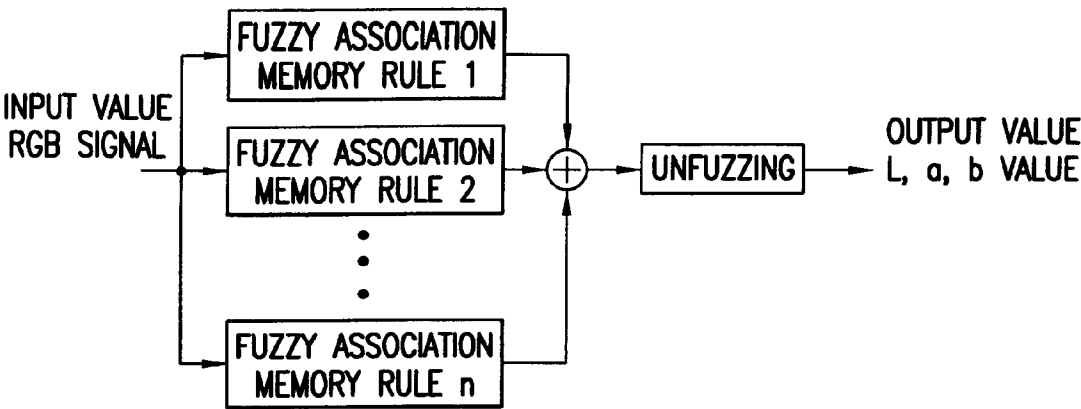 INPUT VALUE
RGB SIGNAL
FUZZY ASSOCIATION
MEMORY RULE 1
FUZZY ASSOCIATION
MEMORY RULE 2
FUZZY ASSOCIATION
MEMORY RULE n
UNFUZZING
OUTPUT VALUE
L, a, b VALUE